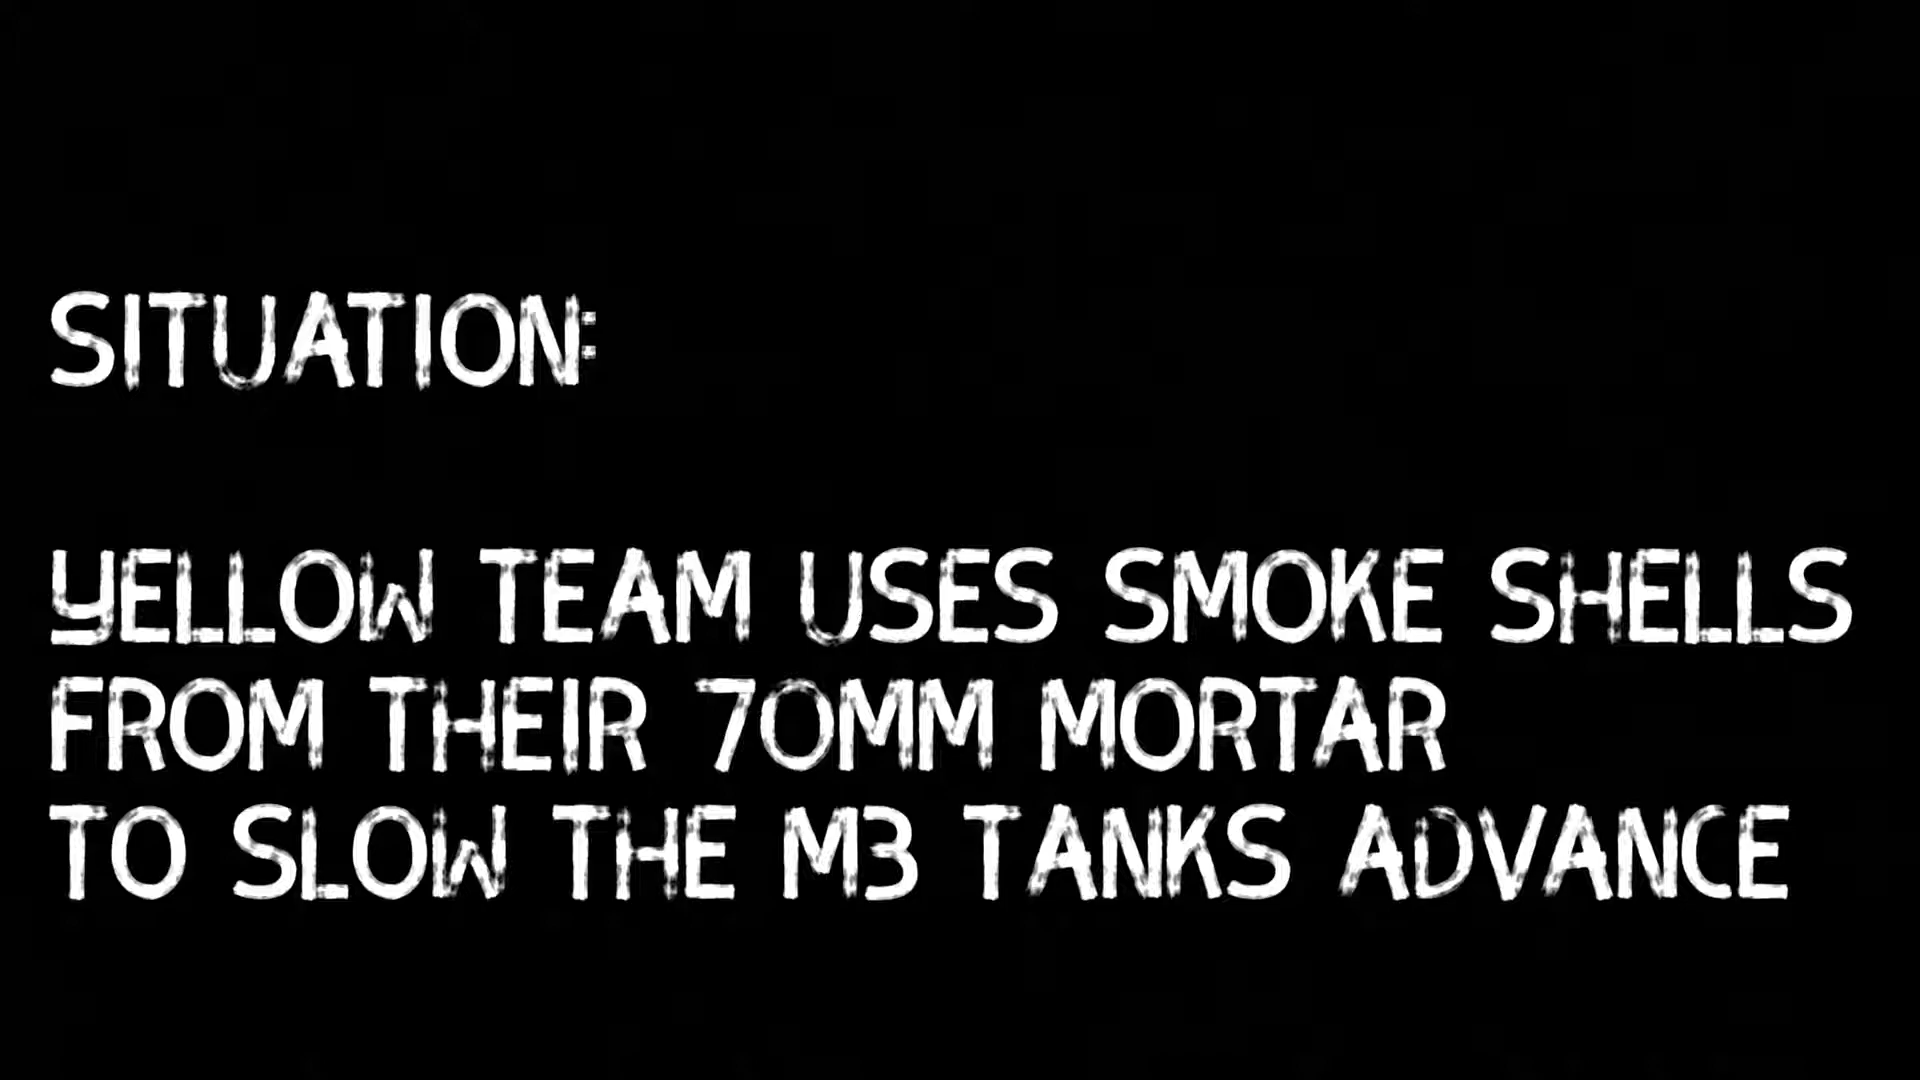 SITUATION:
YELLOW TEAM USES SMOKE SHELLS
FROM THEIR 70MM MORTAR
TO SLOW THE M3 TANKS ADVANCE